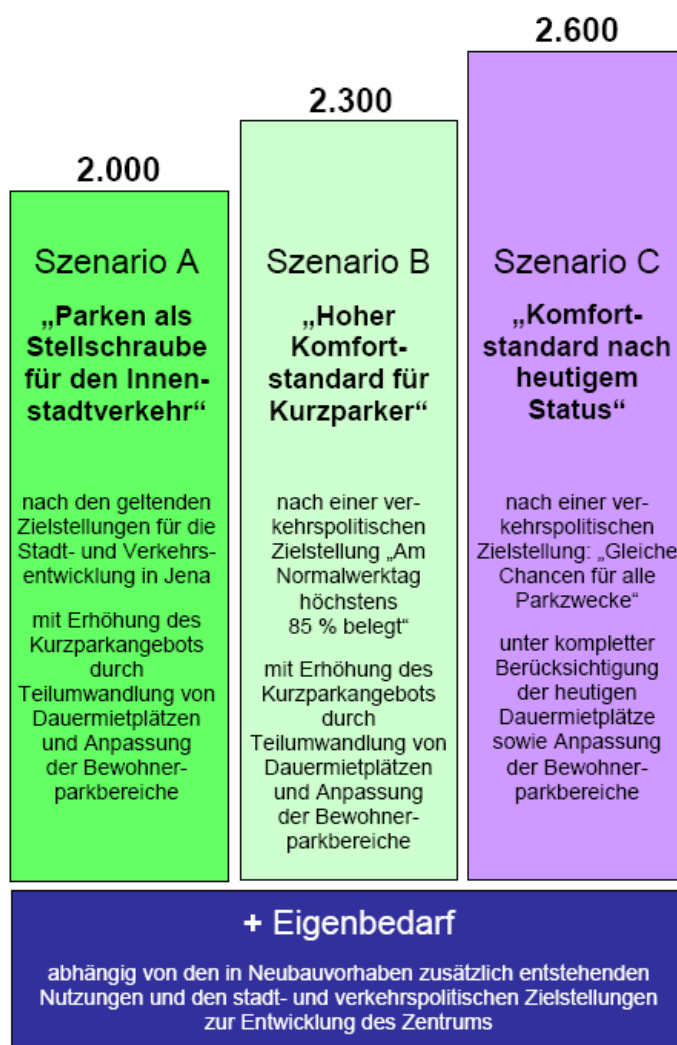 2.000
Szenario A
„Parken als
Stellschraube
für den Innen-
stadtverkehr“
nach den geltenden
Zielstellungen für die
Stadt- und Verkehrs-
entwicklung in Jena
mit Erhöhung des
Kurzparkangebots
durch
Teilumwandlung von
Dauermietplätzen
und Anpassung
der Bewohner-
parkbereiche
2.300
Szenario B
„Hoher
Komfort-
standard für
Kurzparker“
nach einer ver-
kehrspolitischen
Zielstellung „Am
Normalwerktag
höchstens
85 % belegt“
mit Erhöhung des
Kurzparkangebots
durch
Teilumwandlung von
Dauermietplätzen
und Anpassung
der Bewohner-
parkbereiche
2.600
Szenario C
„Komfort-
standard nach
heutigem
Status“
nach einer ver-
kehrspolitischen
Zielstellung: „Gleiche
Chancen für alle
Parkzwecke“
unter kompletter
Berücksichtigung
der heutigen
Dauermietplätze
sowie Anpassung
der Bewohner-
parkbereiche
+ Eigenbedarf
abhängig von den in Neubauvorhaben zusätzlich entstehenden
Nutzungen und den stadt- und verkehrspolitischen Zielstellungen
zur Entwicklung des Zentrums